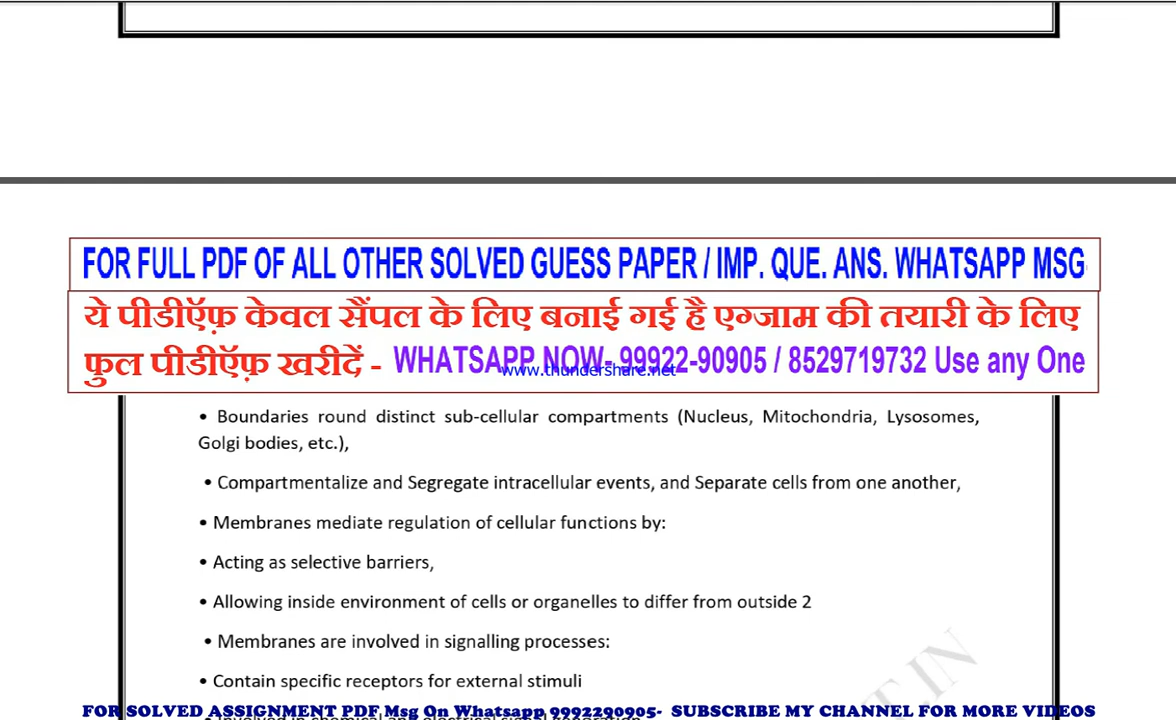 FOR FULL PDF OF ALL OTHER SOLVED GUESS PAPER / IMP. QUE. ANS. WHATSAPP MSG
ये पीडीऍफ़ केवल सैंपल के लिए बनाई गई है एग्जाम की तयारी के लिए
फुल पीडीऍफ़ खरीदें - WHATSAPP NOW- 99922-90905 / 8529719732 Use any One
www.thundershare.net
• Boundaries round distinct sub-cellular compartments (Nucleus, Mitochondria, Lysosomes,
Golgi bodies, etc.),
• Compartmentalize and Segregate intracellular events, and Separate cells from one another,
• Membranes mediate regulation of cellular functions by:
• Acting as selective barriers,
• Allowing inside environment of cells or organelles to differ from outside 2
• Membranes are involved in signalling processes:
• Contain specific receptors for external stimuli
FOR SOLVED ASSIGNMENT PDF Msg On Whatsapp 9992290905- SUBSCRIBE MY CHANNEL FOR MORE VIDEOS